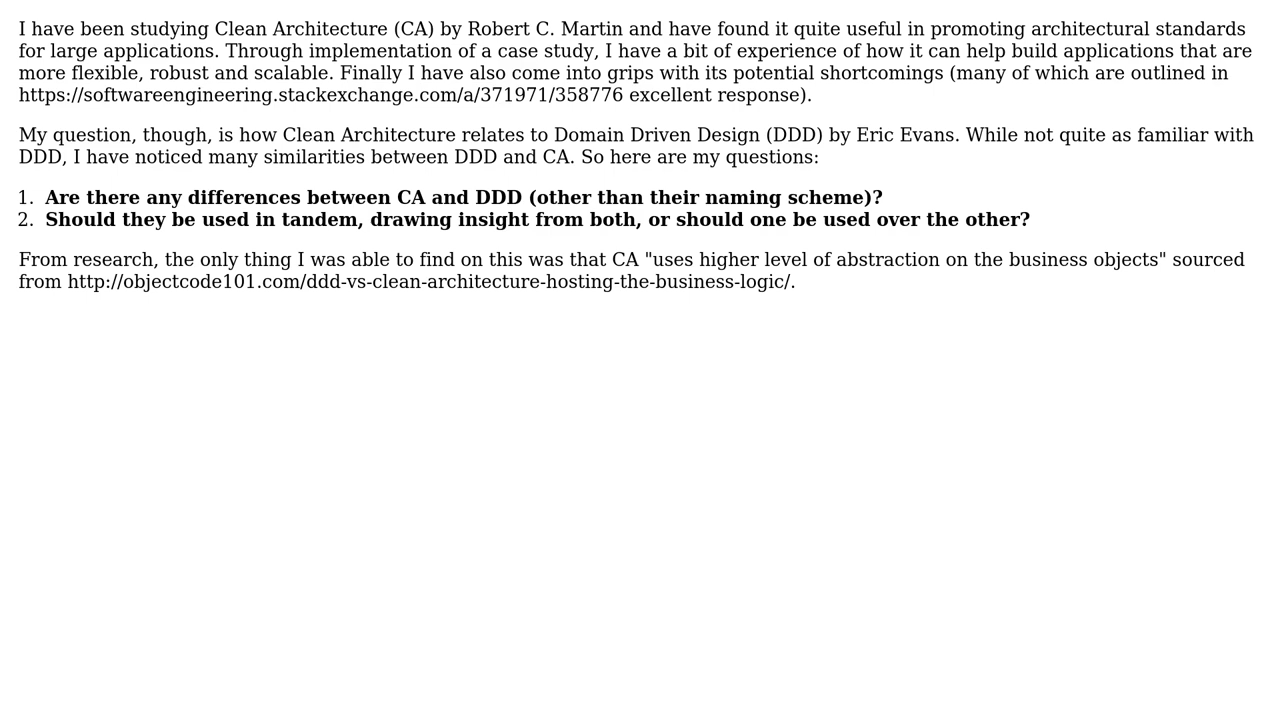 I have been studying Clean Architecture (CA) by Robert C. Martin and have found it quite useful in promoting architectural standards
for large applications. Through implementation of a case study, I have a bit of experience of how it can help build applications that are
more flexible, robust and scalable. Finally I have also come into grips with its potential shortcomings (many of which are outlined in
https://softwareengineering.stackexchange.com/a/371971/358776 excellent response).
My question, though, is how Clean Architecture relates to Domain Driven Design (DDD) by Eric Evans. While not quite as familiar with
DDD, I have noticed many similarities between DDD and CA. So here are my questions:
1. Are there any differences between CA and DDD (other than their naming scheme)?
2. Should they be used in tandem, drawing insight from both, or should one be used over the other?
From research, the only thing I was able to find on this was that CA "uses higher level of abstraction on the business objects" sourced
from http://objectcode101.com/ddd-vs-clean-architecture-hosting-the-business-logic/.